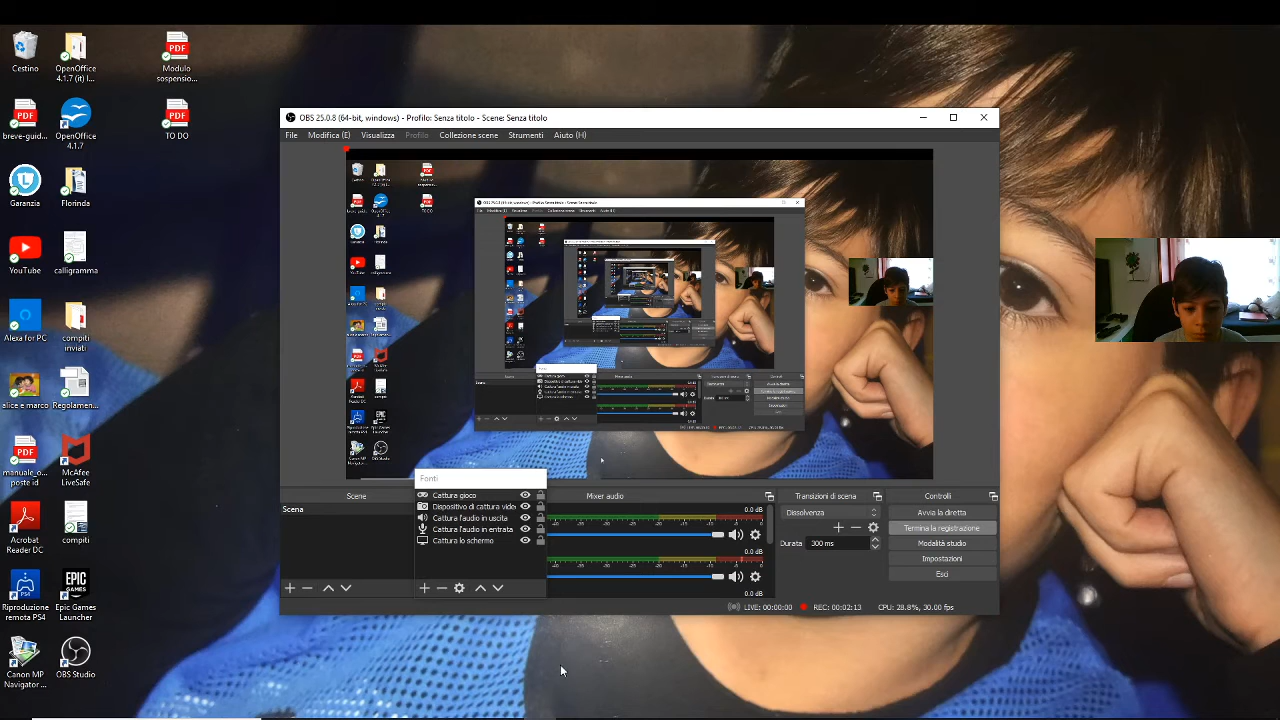 Cestino
OpenOffice
4.1.7 (it) I...
Modulo
sospensio...
breve-guid...
OpenOffice
4.1.7
TO DO
Garanzia
Florinda
YouTube
calligramma
Alexa for PC
compiti
inviati
alice e marco
Rego...
manuale_o...
poste id
McAfee
LiveSafe
Acrobat
Reader DC
compiti
Riproduzione
remota PS4
Epic Games
Launcher
EPIC
GAMES
Canon MP
Navigator ...
OBS Studio
OBS 25.0.8 (64-bit, windows) - Profilo: Senza titolo - Scene: Senza titolo
File Modifica (E) Visualizza Profilo Collezione scene Strumenti Aiuto (H)
Scene
Scena
Fonti
Cattura gioco
Dispositivo di cattura vide
Cattura l'audio in uscita
Cattura l'audio in entrata
Cattura lo schermo
Mixer audio
0.0 dB
0.0 dB
0.0 dB
Transizioni di scena
Dissolvenza
Durata 300 ms
Controlli
Avvia la diretta
Termina la registrazione
Modalità studio
Impostazioni
Esci
LIVE: 00:00:00 REC: 00:02:13 CPU: 28.8%, 30.00 fps